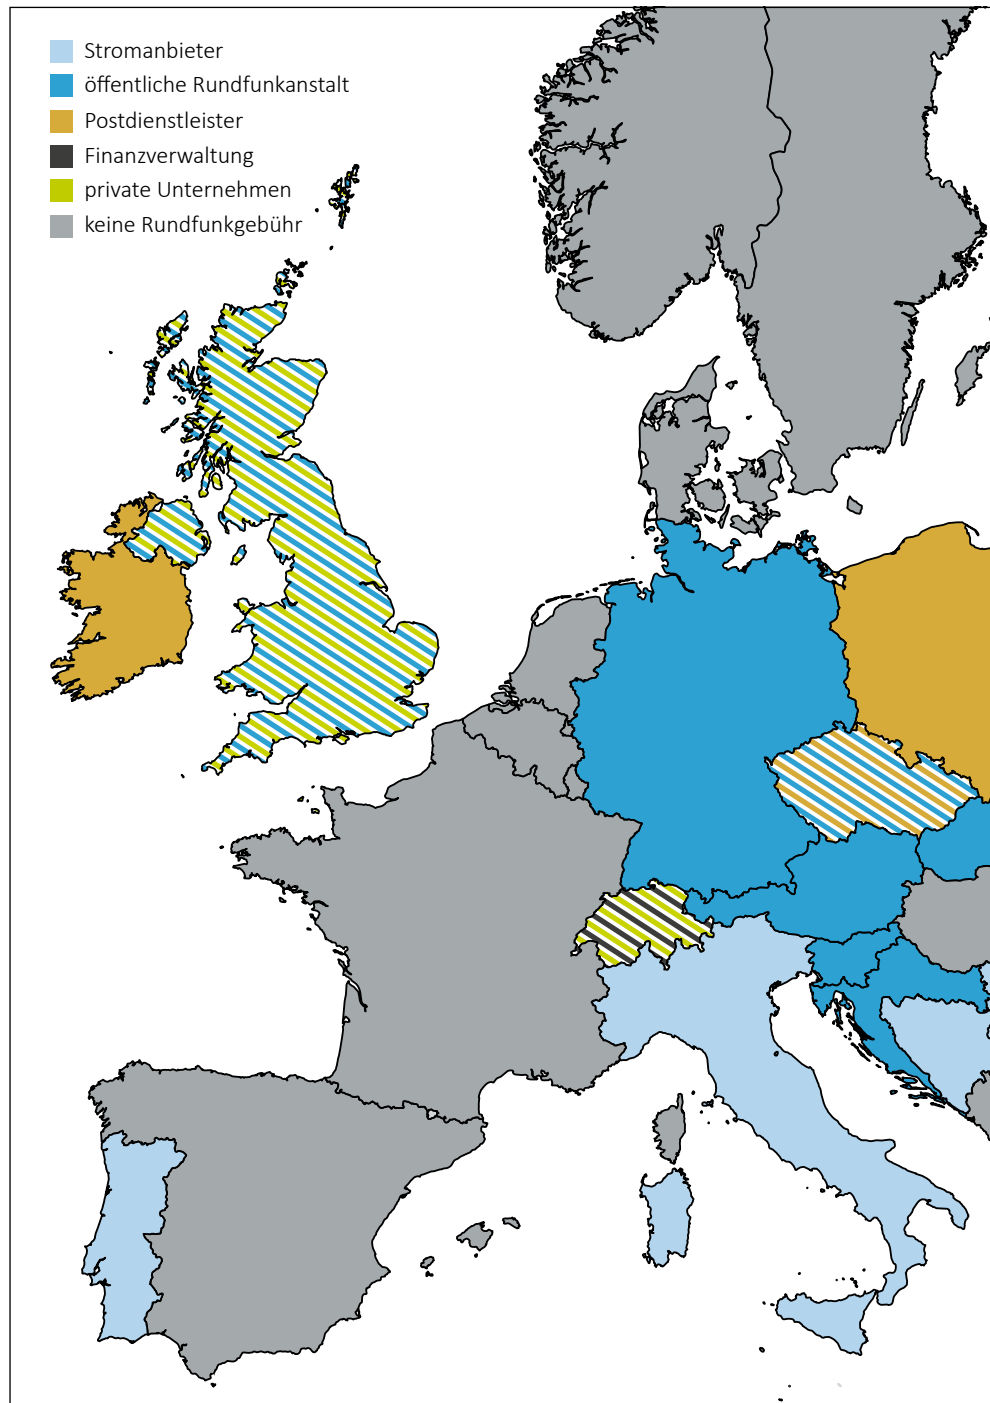 Stromanbieter
öffentliche Rundfunkanstalt
Postdienstleister
Finanzverwaltung
private Unternehmen
keine Rundfunkgebühr